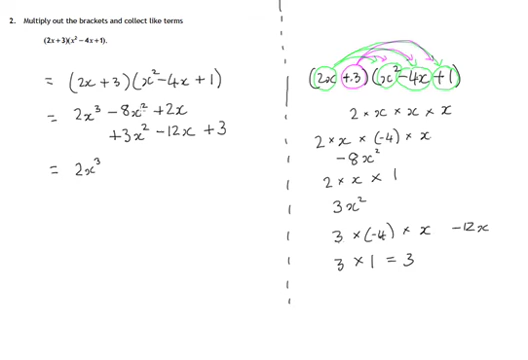 2. Multiply out the brackets and collect like terms
(2x + 3)(x² – 4x + 1).
= (2x + 3)(x² – 4x + 1)
= 2x³ – 8x² + 2x
+3x² – 12x + 3
= 2x³
(2x + 3)(x² – 4x + 1)
2 × x × x × x
2 × x × (-4) × x
– 8x²
2 × x × 1
3x²
3 × (-4) × x   –12x
3 × 1 = 3